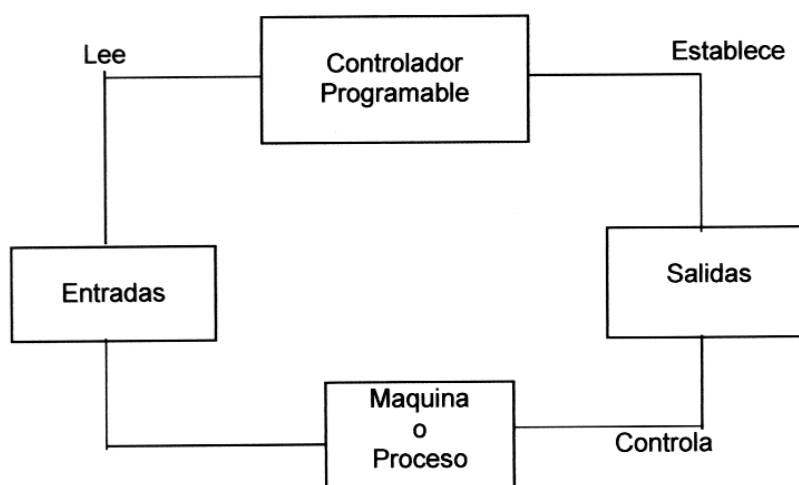 Lee
Controlador
Programable
Establece
Entradas
Salidas
Maquina
o
Proceso
Controla